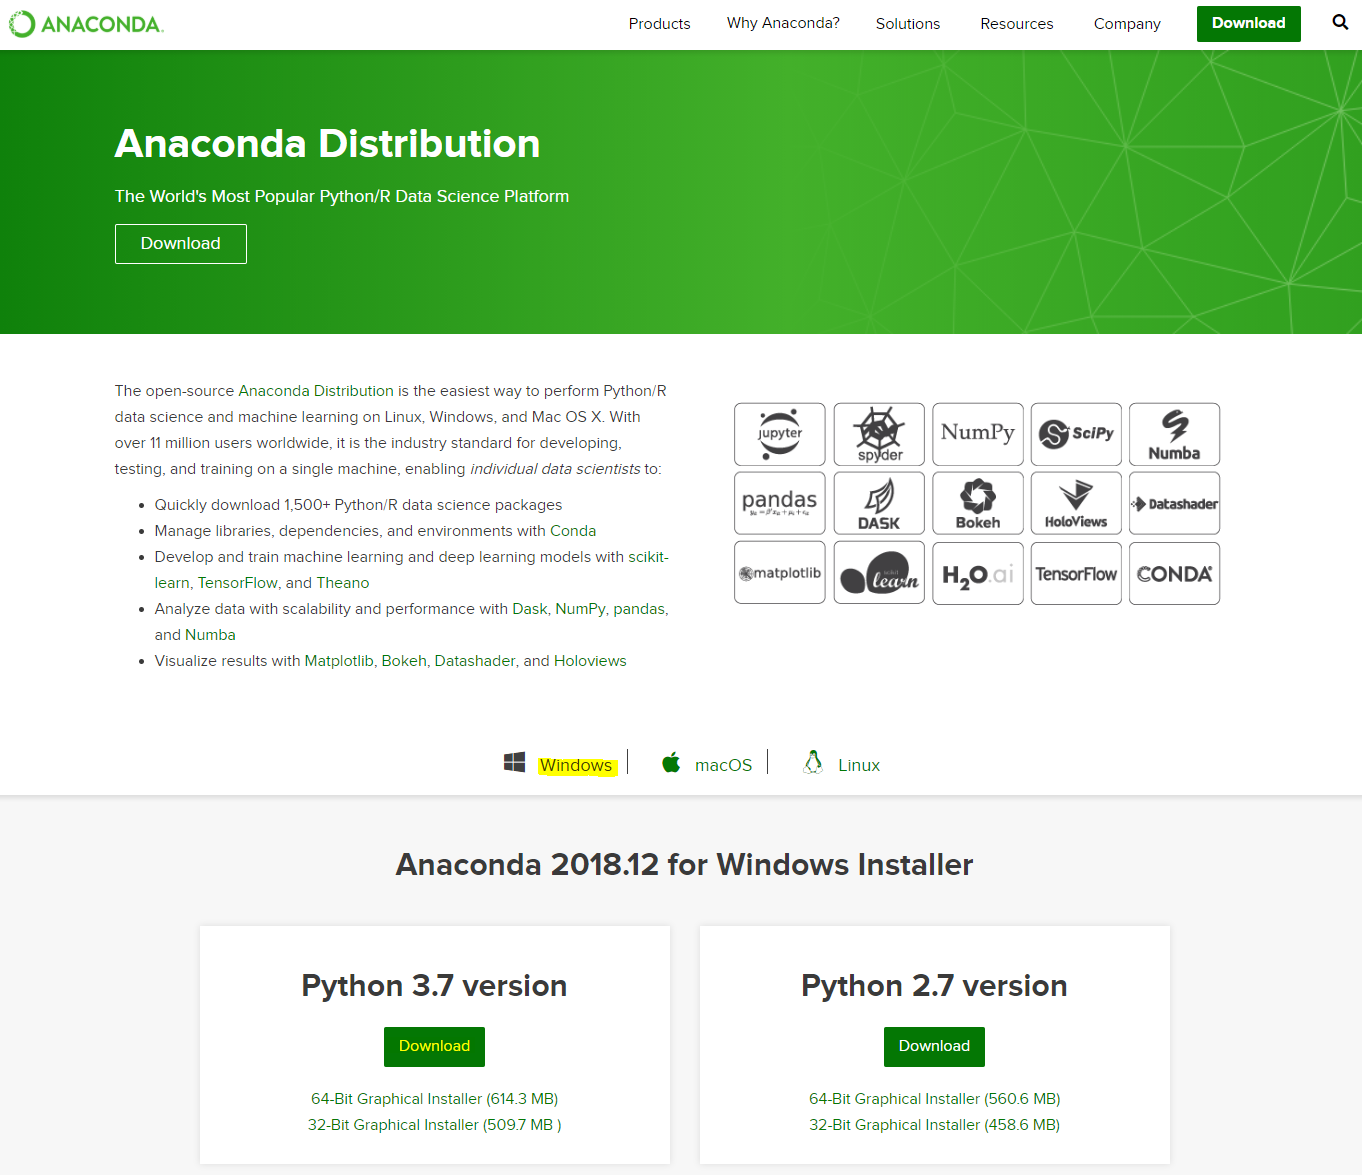 ANACONDA.
Products
Why Anaconda?
Solutions
Resources
Company
Download
Anaconda Distribution
The World's Most Popular Python/R Data Science Platform
Download
The open-source Anaconda Distribution is the easiest way to perform Python/R
data science and machine learning on Linux, Windows, and Mac OS X. With
over 11 million users worldwide, it is the industry standard for developing,
testing, and training on a single machine, enabling individual data scientists to:
Quickly download 1,500+ Python/R data science packages
Manage libraries, dependencies, and environments with Conda
Develop and train machine learning and deep learning models with scikit-
learn, TensorFlow, and Theano
Analyze data with scalability and performance with Dask, NumPy, pandas,
and Numba
Visualize results with Matplotlib, Bokeh, Datashader, and Holoviews
jupyter
spyder
NumPy
SciPy
Numba
pandas
DASK
Bokeh
HoloViews
Datashader
matplotlib
scikit
learn
H2O.ai
TensorFlow
CONDA
Windows
macOS
Linux
Anaconda 2018.12 for Windows Installer
Python 3.7 version
Download
64-Bit Graphical Installer (614.3 MB)
32-Bit Graphical Installer (509.7 MB )
Python 2.7 version
Download
64-Bit Graphical Installer (560.6 MB)
32-Bit Graphical Installer (458.6 MB)